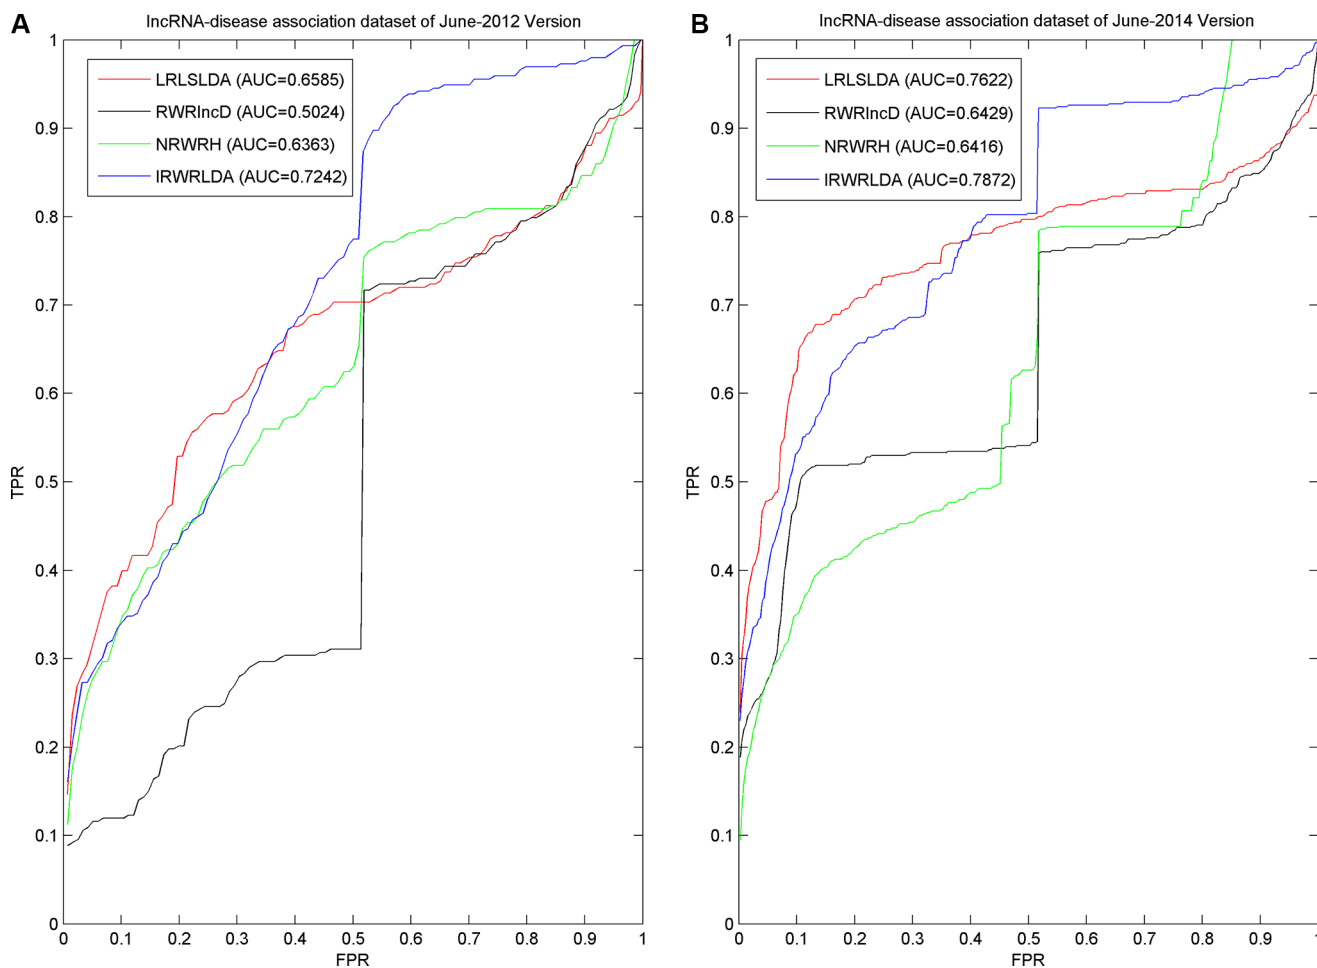 A
lncRNA-disease association dataset of June-2012 Version
LRLSLDA (AUC=0.6585)
RWRlncD (AUC=0.5024)
NRWRH (AUC=0.6363)
IRWRLDA (AUC=0.7242)
1
0.9
0.8
0.7
0.6
0.5
0.4
0.3
0.2
0.1
0
TPR
0 0.1 0.2 0.3 0.4 0.5 0.6 0.7 0.8 0.9 1
FPR
B
lncRNA-disease association dataset of June-2014 Version
LRLSLDA (AUC=0.7622)
RWRlncD (AUC=0.6429)
NRWRH (AUC=0.6416)
IRWRLDA (AUC=0.7872)
1
0.9
0.8
0.7
0.6
0.5
0.4
0.3
0.2
0.1
0
TPR
0 0.1 0.2 0.3 0.4 0.5 0.6 0.7 0.8 0.9 1
FPR